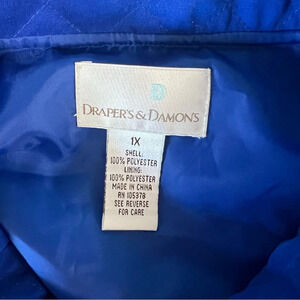 D
DRAPER'S & DAMON'S
1X
SHELL:
100% POLYESTER
LINING:
100% POLYESTER
MADE IN CHINA
RN 105978
SEE REVERSE
FOR CARE